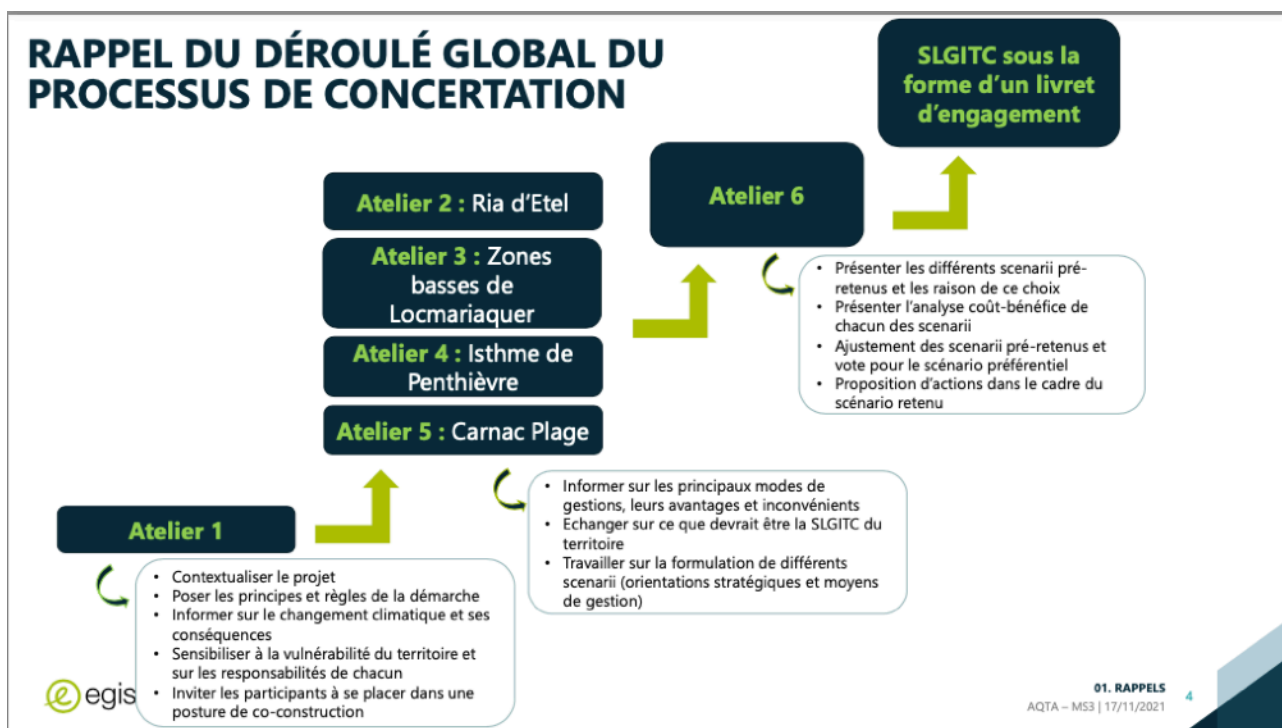 RAPPEL DU DÉROULÉ GLOBAL DU
PROCESSUS DE CONCERTATION
SLGITC sous la
forme d'un livret
d'engagement
Atelier 6
Atelier 2 : Ria d'Etel
Atelier 3 : Zones
basses de
Locmariaquer
Atelier 4 : Isthme de
Penthièvre
Atelier 5 : Carnac Plage
• Présenter les différents scenarii pré-
retenus et les raison de ce choix
• Présenter l'analyse coût-bénéfice de
chacun des scenarii
• Ajustement des scenarii pré-retenus et
vote pour le scénario préférentiel
• Proposition d'actions dans le cadre du
scénario retenu
• Informer sur les principaux modes de
gestions, leurs avantages et inconvénients
• Echanger sur ce que devrait être la SLGITC du
territoire
• Travailler sur la formulation de différents
scenarii (orientations stratégiques et moyens
de gestion)
Atelier 1
• Contextualiser le projet
• Poser les principes et règles de la démarche
• Informer sur le changement climatique et ses
conséquences
• Sensibiliser à la vulnérabilité du territoire et
sur les responsabilités de chacun
• Inviter les participants à se placer dans une
posture de co-construction
egis
01. RAPPELS
AQTA – MS3 | 17/11/2021
4